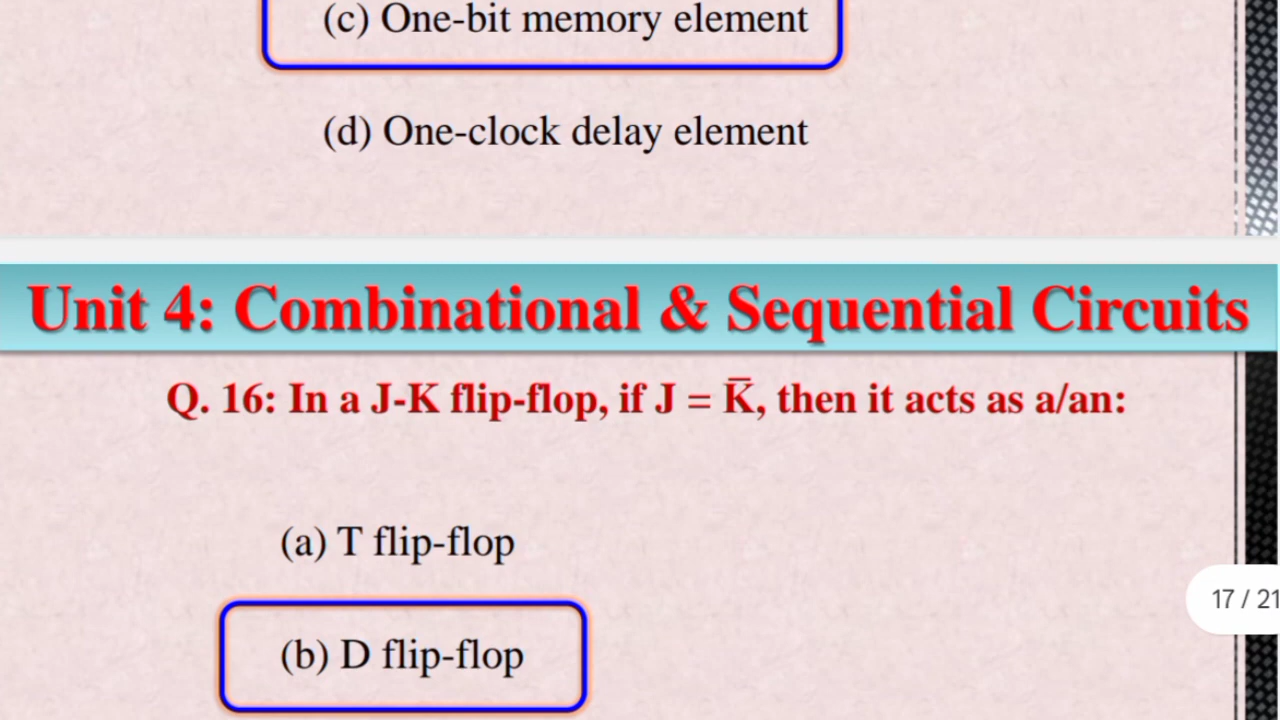 (c) One-bit memory element
(d) One-clock delay element
Unit 4: Combinational & Sequential Circuits
Q. 16: In a J-K flip-flop, if J = K̅, then it acts as a/an:
(a) T flip-flop
17 / 21
(b) D flip-flop